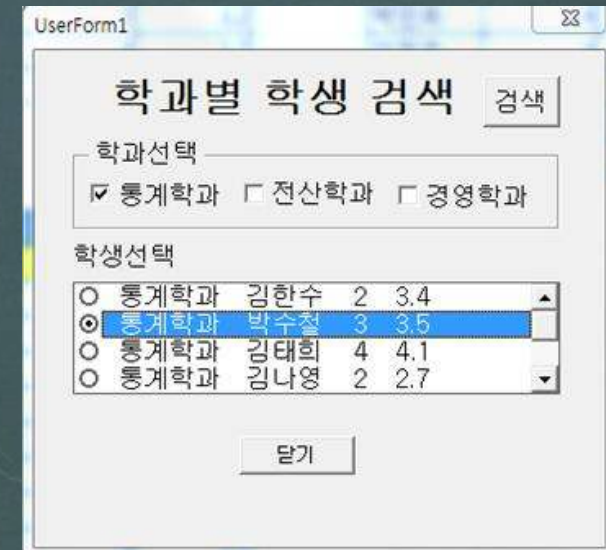 UserForm1
학과별 학생 검색 검색
학과선택
통계학과 전산학과 경영학과
학생선택
통계학과 김한수 2 3.4
통계학과 박수철 3 3.5
통계학과 김태희 4 4.1
통계학과 김나영 2 2.7
닫기